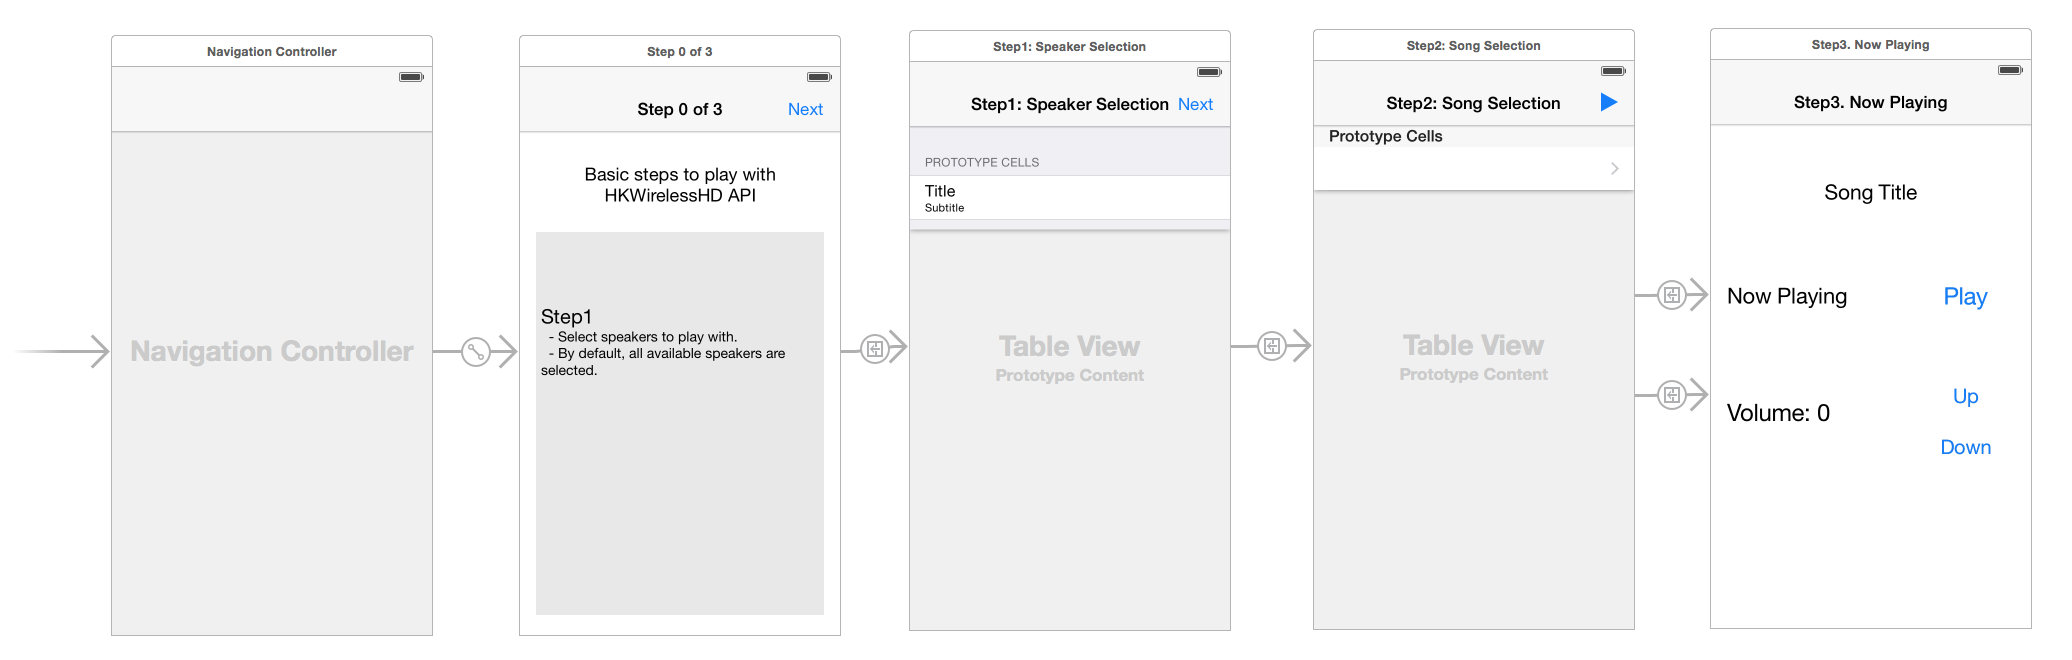 Navigation Controller
Navigation Controller
Step 0 of 3
Step 0 of 3
Next
Basic steps to play with
HKWirelessHD API
Step1
- Select speakers to play with.
- By default, all available speakers are
selected.
Step1: Speaker Selection
Step1: Speaker Selection
Next
PROTOTYPE CELLS
Title
Subtitle
Table View
Prototype Content
Step2: Song Selection
Step2: Song Selection
Prototype Cells
Table View
Prototype Content
Step3. Now Playing
Step3. Now Playing
Song Title
Now Playing
Play
Volume: 0
Up
Down